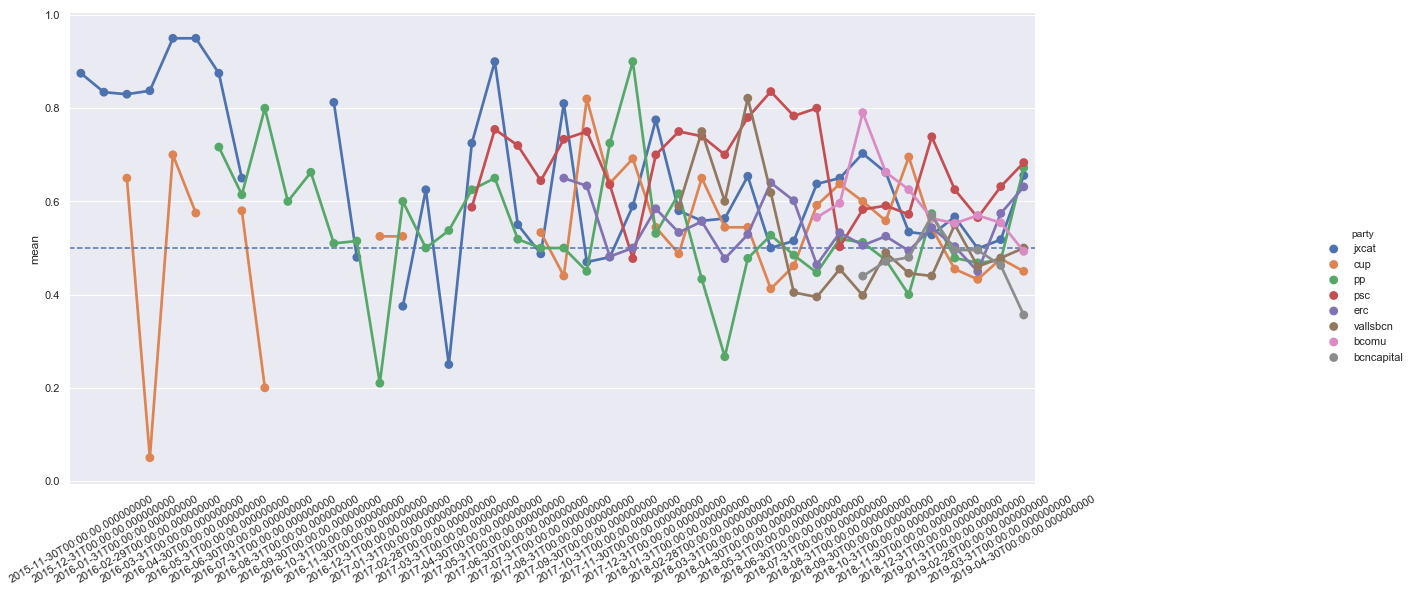 1.0
0.8
0.6
0.4
0.2
0.0
mean
2015-11-30T00:00:00.000000000
2015-12-31T00:00:00.000000000
2016-01-31T00:00:00.000000000
2016-02-29T00:00:00.000000000
2016-03-31T00:00:00.000000000
2016-04-30T00:00:00.000000000
2016-05-31T00:00:00.000000000
2016-06-30T00:00:00.000000000
2016-07-31T00:00:00.000000000
2016-08-31T00:00:00.000000000
2016-09-30T00:00:00.000000000
2016-10-31T00:00:00.000000000
2016-11-30T00:00:00.000000000
2016-12-31T00:00:00.000000000
2017-01-31T00:00:00.000000000
2017-02-28T00:00:00.000000000
2017-03-31T00:00:00.000000000
2017-04-30T00:00:00.000000000
2017-05-31T00:00:00.000000000
2017-06-30T00:00:00.000000000
2017-07-31T00:00:00.000000000
2017-08-31T00:00:00.000000000
2017-09-30T00:00:00.000000000
2017-10-31T00:00:00.000000000
2017-11-30T00:00:00.000000000
2017-12-31T00:00:00.000000000
2018-01-31T00:00:00.000000000
2018-02-28T00:00:00.000000000
2018-03-31T00:00:00.000000000
2018-04-30T00:00:00.000000000
2018-05-31T00:00:00.000000000
2018-06-30T00:00:00.000000000
2018-07-31T00:00:00.000000000
2018-08-31T00:00:00.000000000
2018-09-30T00:00:00.000000000
2018-10-31T00:00:00.000000000
2018-11-30T00:00:00.000000000
2018-12-31T00:00:00.000000000
2019-01-31T00:00:00.000000000
2019-02-28T00:00:00.000000000
2019-03-31T00:00:00.000000000
2019-04-30T00:00:00.000000000
party
jxcat
cup
pp
psc
erc
vallsbcn
bcomu
bcncapital